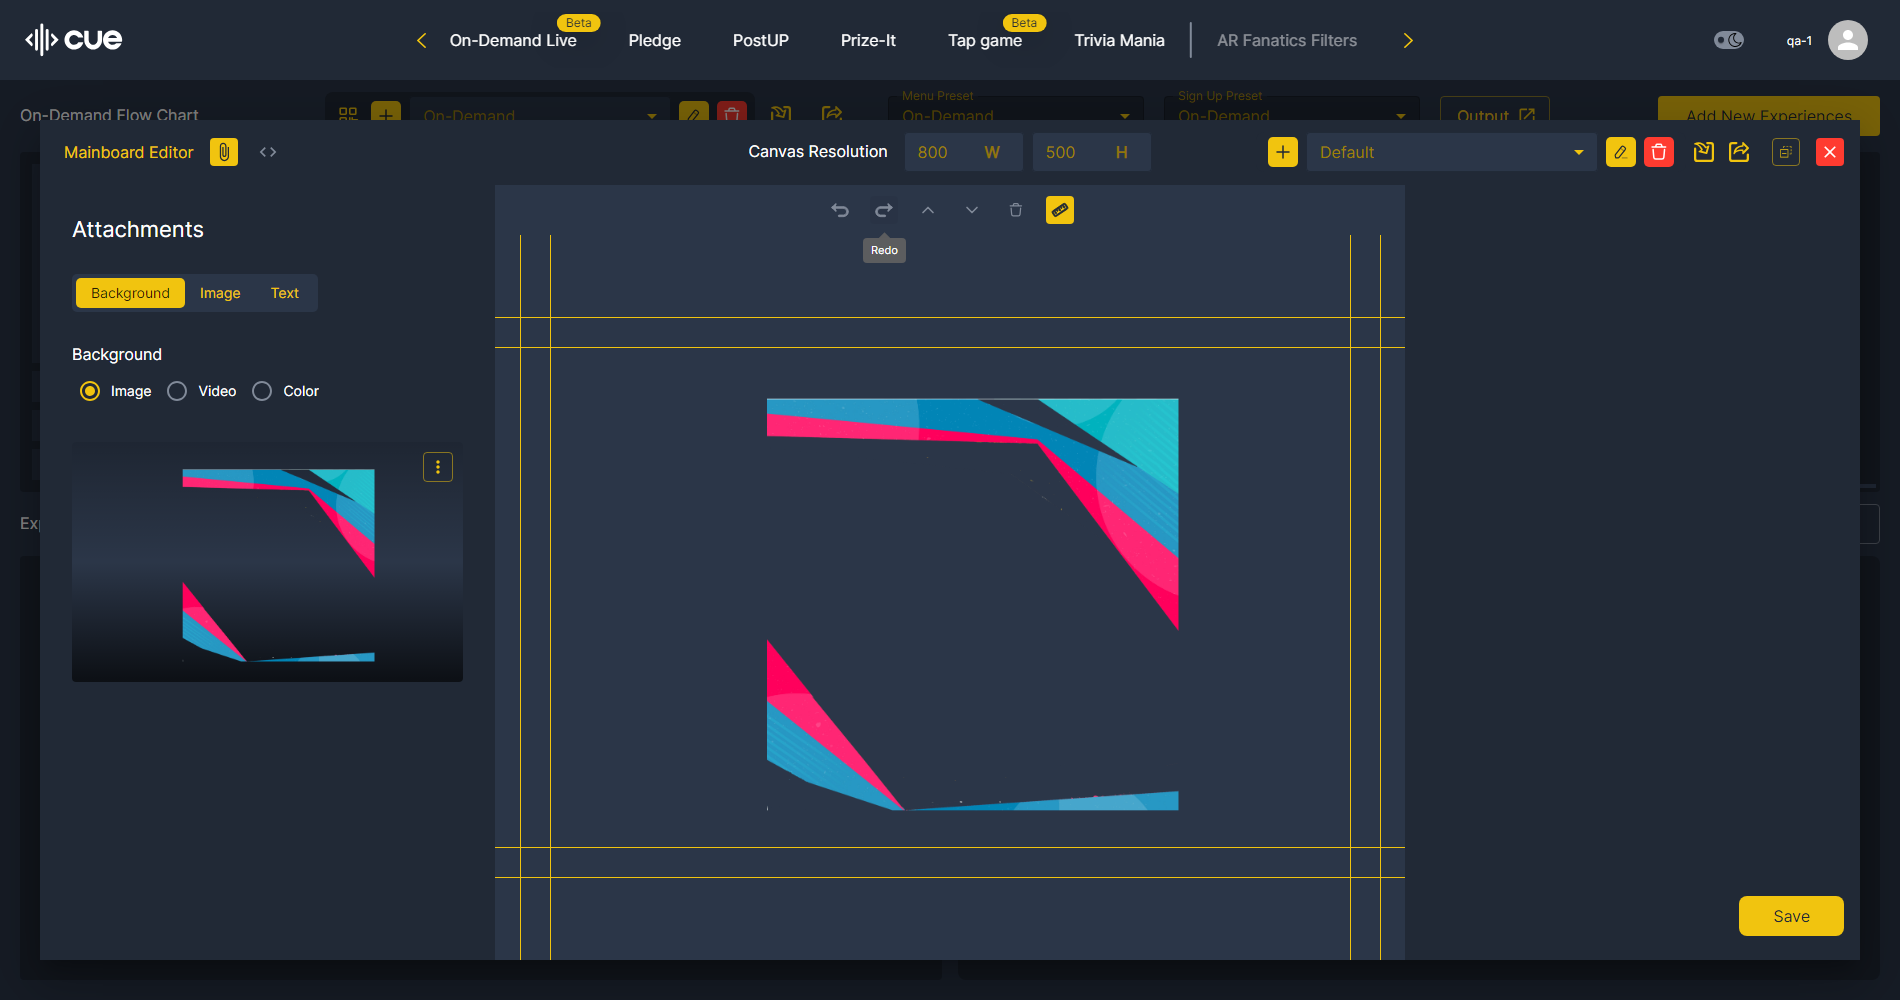 cue
On-Demand Live
Beta
Pledge
PostUP
Prize-It
Tap game
Beta
Trivia Mania
AR Fanatics Filters
qa-1
On-Demand Flow Chart
On-Demand
Menu Preset
On-Demand
Sign Up Preset
On-Demand
Output
Add New Experiences
Mainboard Editor
Canvas Resolution
800 W
500 H
Default
Attachments
Redo
Background
Image
Text
Background
Image
Video
Color
Save